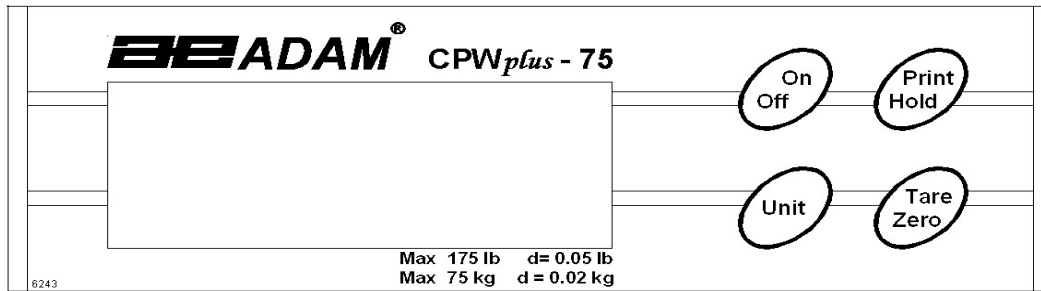 ae ADAM® CPWplus - 75
On
Off
Print
Hold
Unit
Tare
Zero
Max 175 lb d= 0.05 lb
Max 75 kg d = 0.02 kg
6243